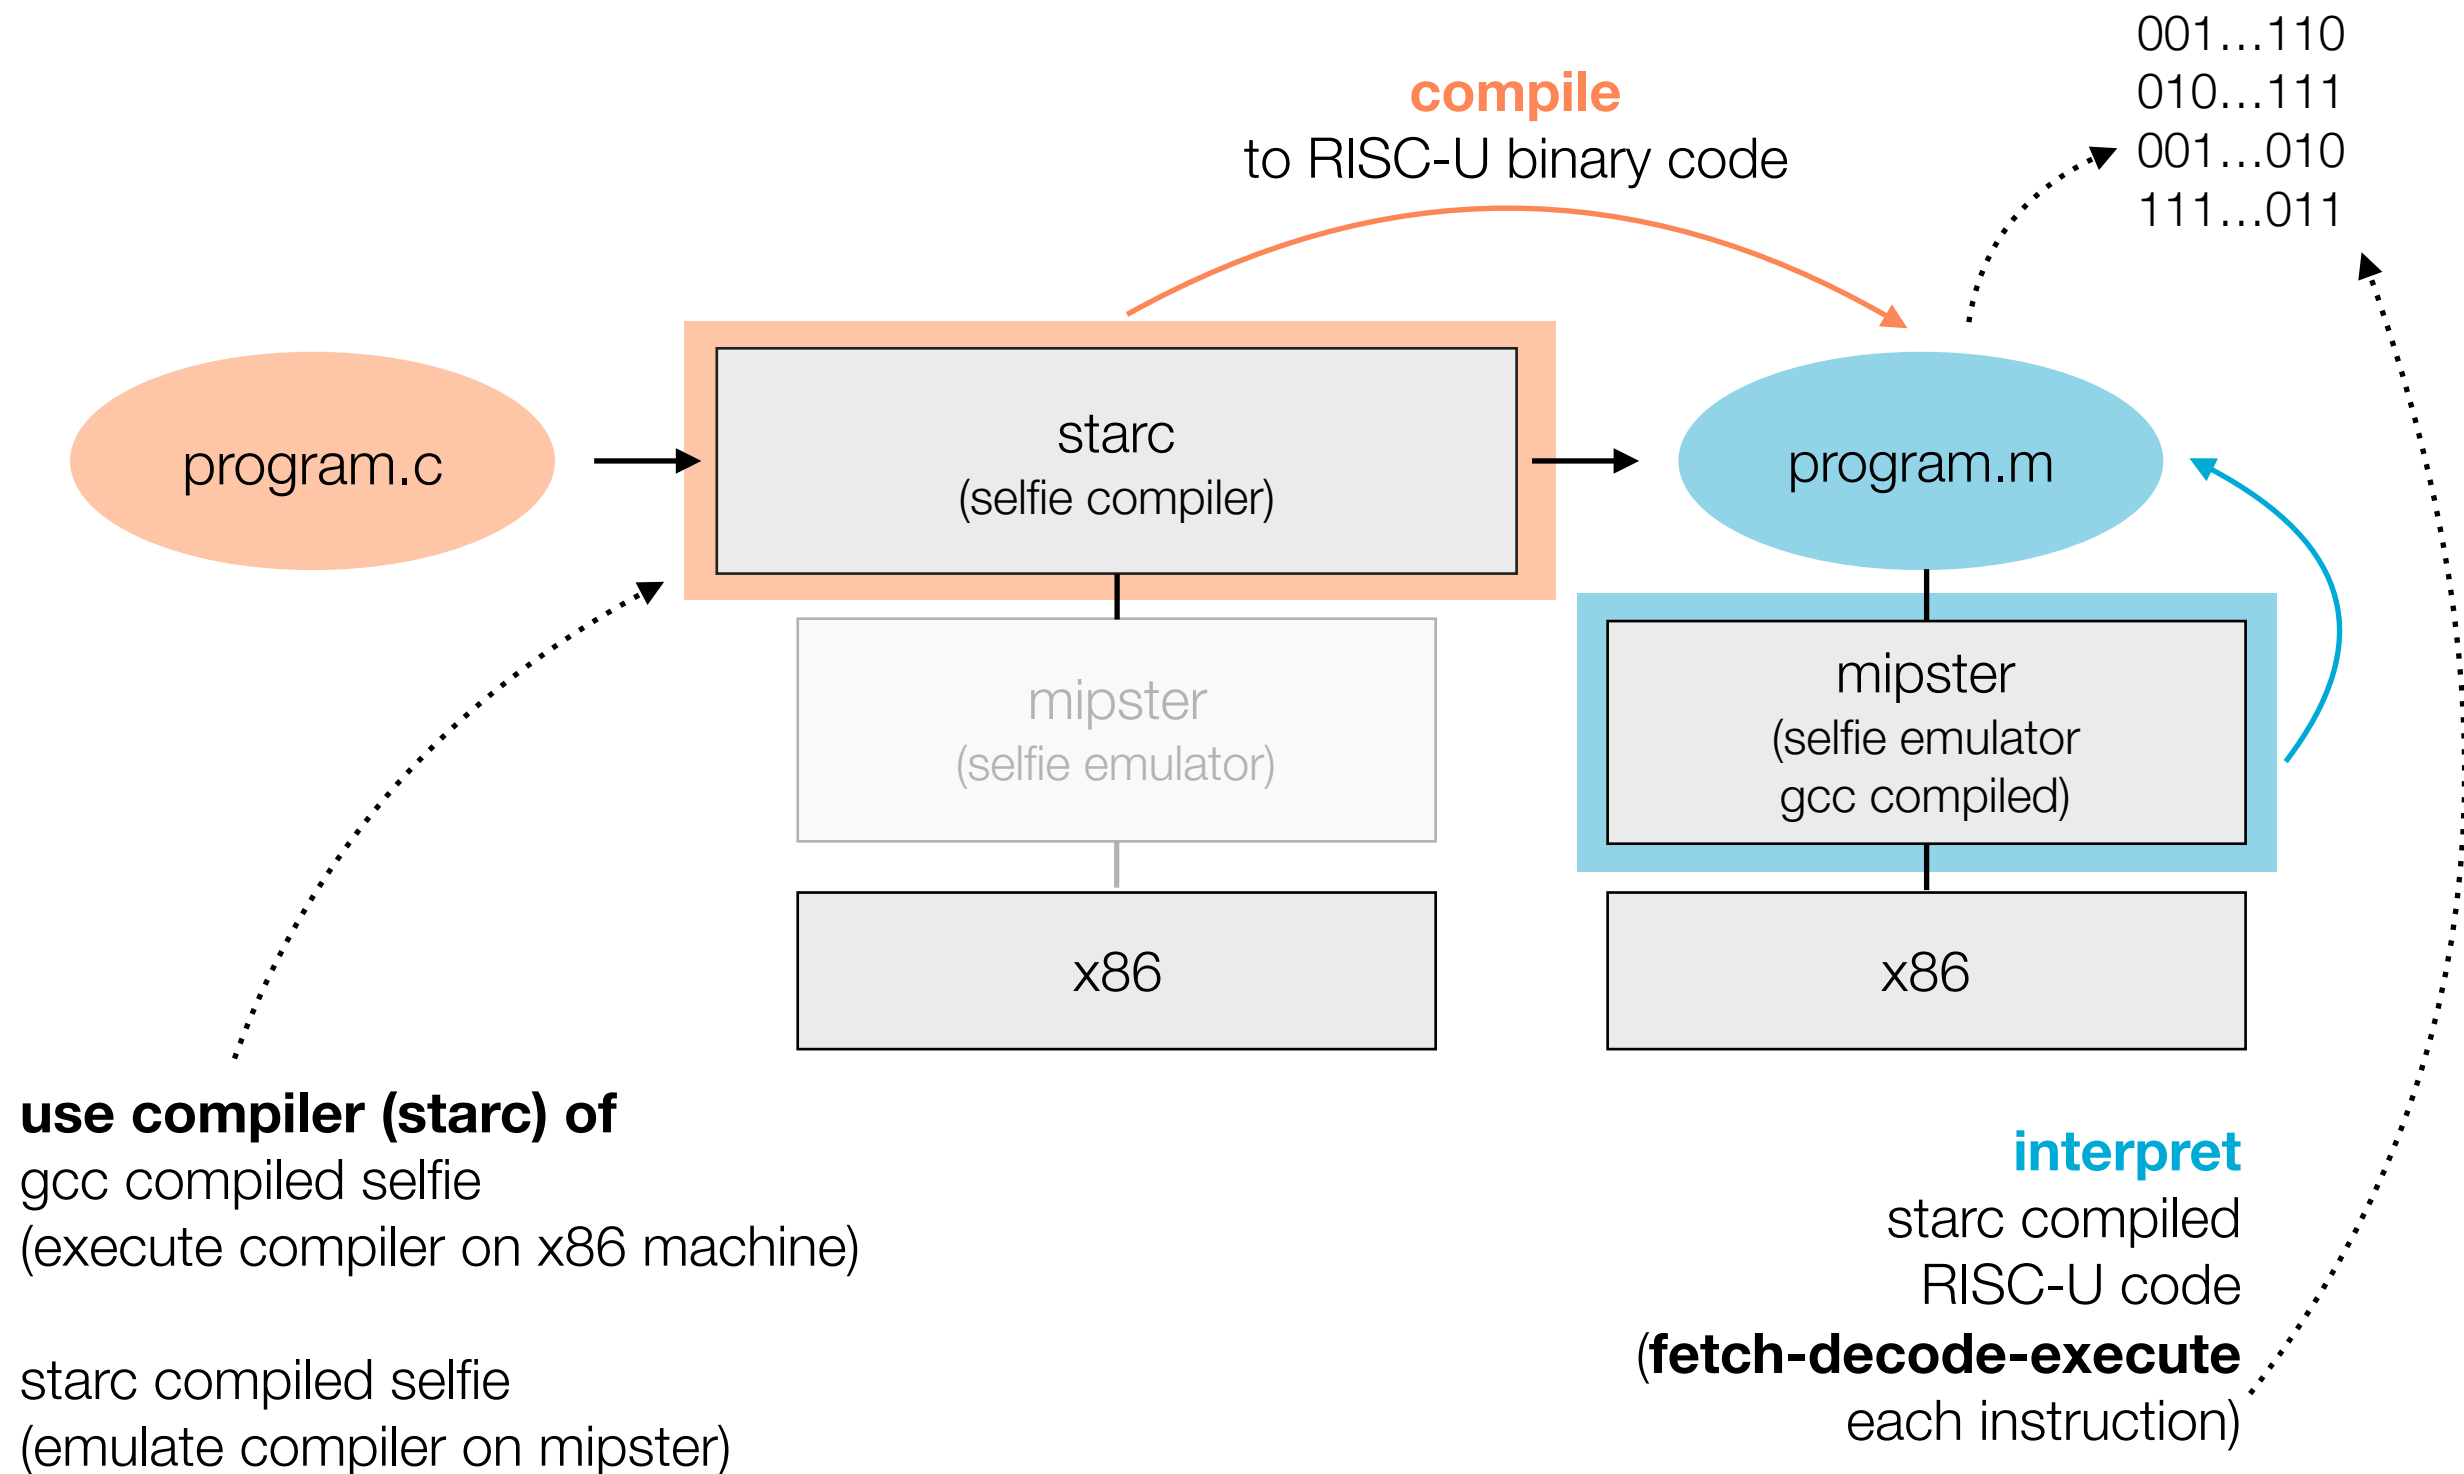 001…110
010…111
001…010
111…011
compile
to RISC-U binary code
program.c
starc
(selfie compiler)
program.m
mipster
(selfie emulator)
mipster
(selfie emulator
gcc compiled)
x86
x86
use compiler (starc) of
gcc compiled selfie
(execute compiler on x86 machine)
starc compiled selfie
(emulate compiler on mipster)
interpret
starc compiled
RISC-U code
(fetch-decode-execute
each instruction)